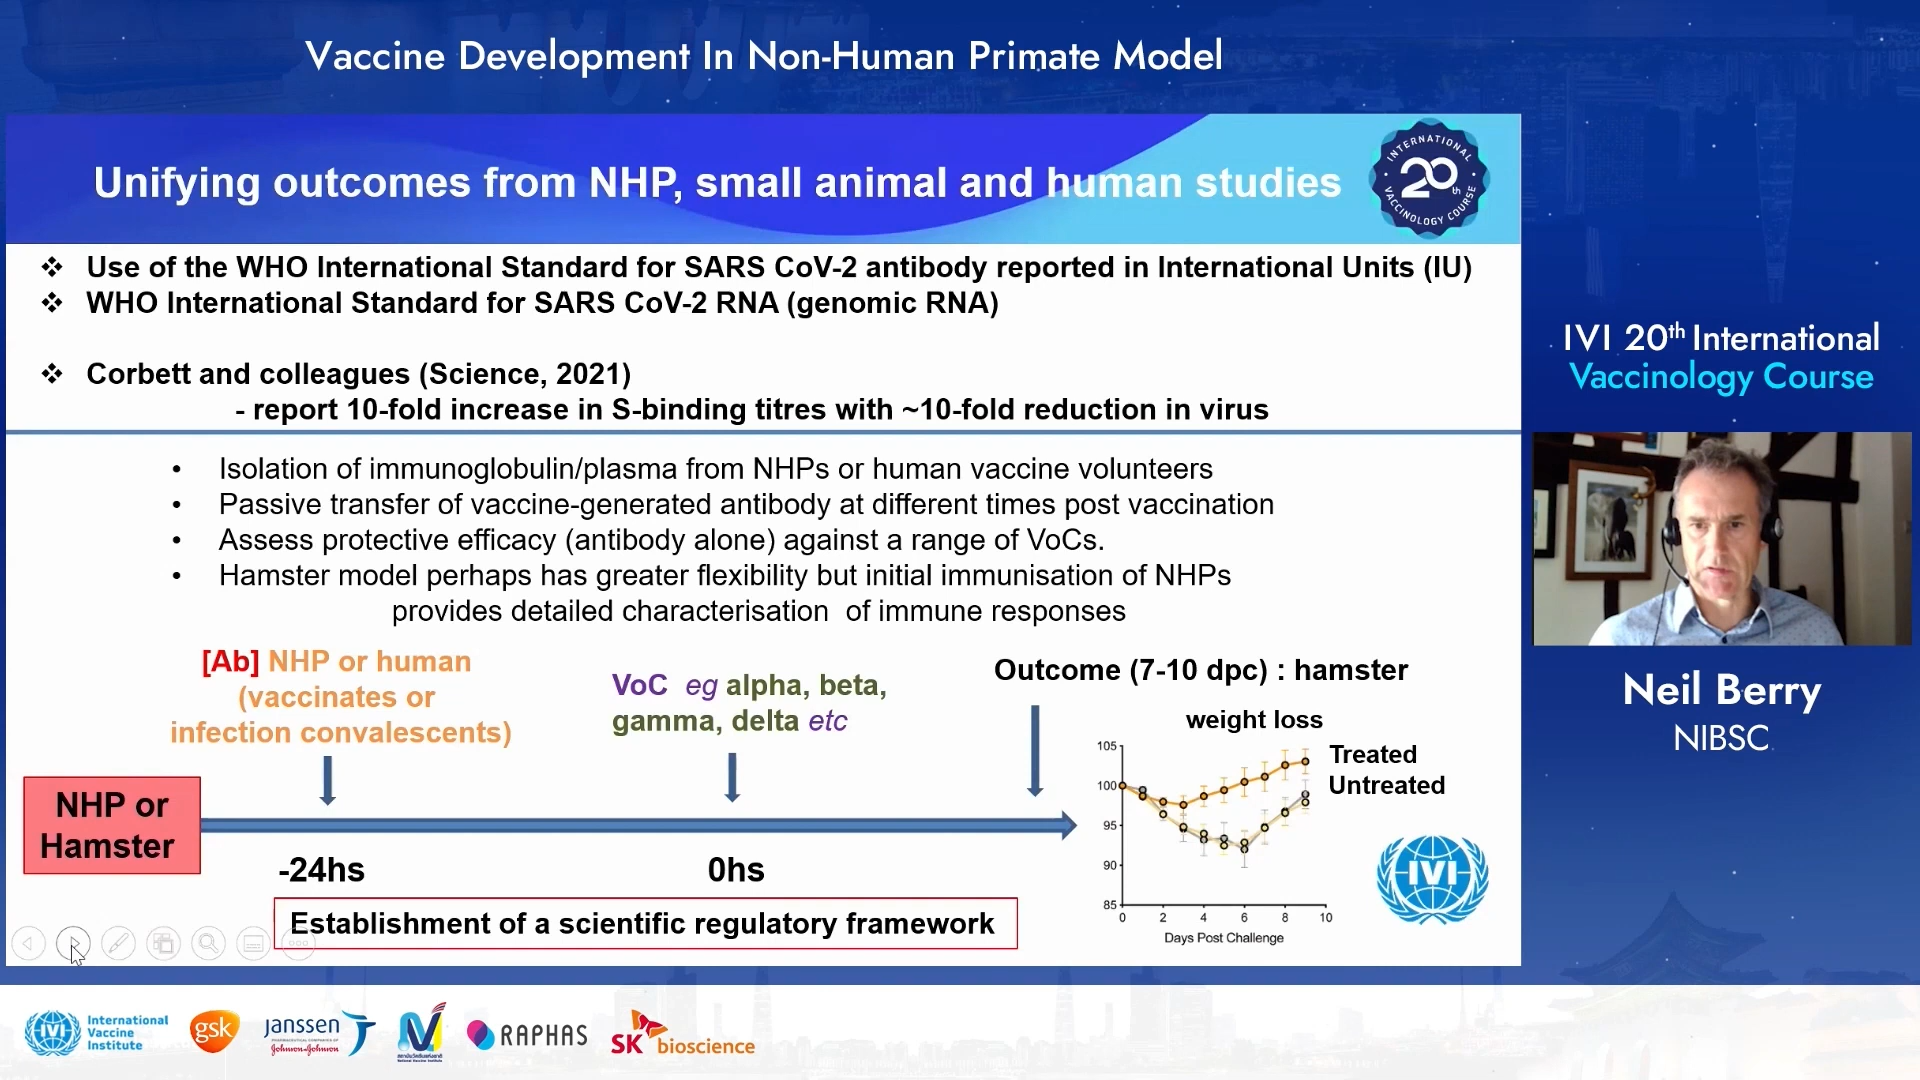 Vaccine Development In Non-Human Primate Model
Unifying outcomes from NHP, small animal and human studies
INTERNATIONAL
20th
VACCINOLOGY COURSE
❖ Use of the WHO International Standard for SARS CoV-2 antibody reported in International Units (IU)
❖ WHO International Standard for SARS CoV-2 RNA (genomic RNA)
❖ Corbett and colleagues (Science, 2021)
- report 10-fold increase in S-binding titres with ~10-fold reduction in virus
• Isolation of immunoglobulin/plasma from NHPs or human vaccine volunteers
• Passive transfer of vaccine-generated antibody at different times post vaccination
• Assess protective efficacy (antibody alone) against a range of VoCs.
• Hamster model perhaps has greater flexibility but initial immunisation of NHPs
provides detailed characterisation of immune responses
[Ab] NHP or human
(vaccinates or
infection convalescents)
VoC eg alpha, beta,
gamma, delta etc
Outcome (7-10 dpc) : hamster
weight loss
Treated
Untreated
105
100
95
90
85
0 2 4 6 8 10
Days Post Challenge
NHP or
Hamster
-24hs
0hs
Establishment of a scientific regulatory framework
IVI
IVI 20th International
Vaccinology Course
Neil Berry
NIBSC
IVI
International
Vaccine
Institute
gsk
janssen
PHARMACEUTICAL COMPANIES OF
Johnson & Johnson
NVI
National Vaccine Institute
RAPHAS
SK bioscience